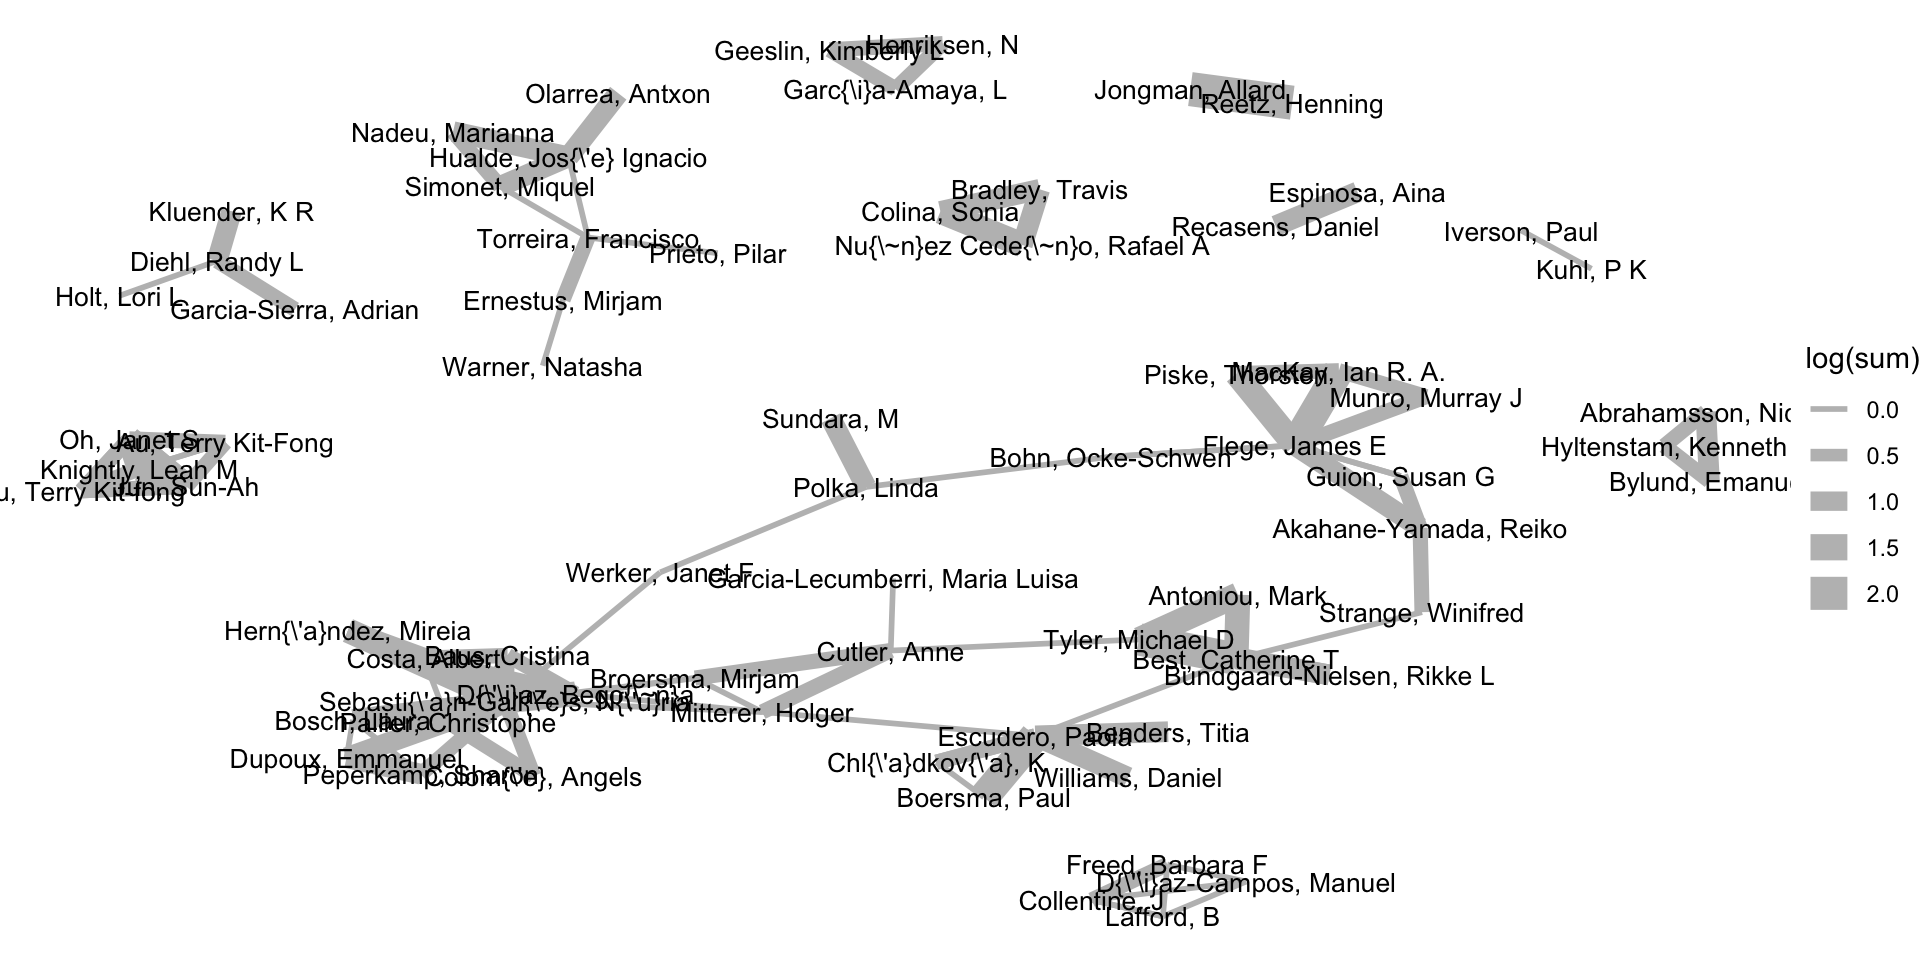 Henriksen, N
Geeslin, Kimberly L
Garc{\i}a-Amaya, L
Olarrea, Antxon
Jongman, Allard
Reetz, Henning
Nadeu, Marianna
Hualde, Jos{\'e} Ignacio
Simonet, Miquel
Bradley, Travis
Colina, Sonia
Nu{\~n}ez Cede{\~n}o, Rafael A
Espinosa, Aina
Recasens, Daniel
Iverson, Paul
Kuhl, P K
Kluender, K R
Diehl, Randy L
Holt, Lori L
Garcia-Sierra, Adrian
Torreira, Francisco
Prieto, Pilar
Ernestus, Mirjam
Warner, Natasha
Piske, Thorsten
MacKay, Ian R. A.
Munro, Murray J
Flege, James E
Bohn, Ocke-Schwen
Guion, Susan G
Akahane-Yamada, Reiko
Sundara, M
Polka, Linda
Oh, Janet S
Au, Terry Kit-Fong
Knightly, Leah M
Jun, Sun-Ah
u, Terry Kit-fong
Abrahamsson, Nic
Hyltenstam, Kenneth
Bylund, Emanu
log(sum)
0.0
0.5
1.0
1.5
2.0
Werker, Janet F
Garcia-Lecumberri, Maria Luisa
Antoniou, Mark
Strange, Winifred
Hern{\'a}ndez, Mireia
Costa, Albert
Baus, Cristina
Cutler, Anne
Tyler, Michael D
Best, Catherine T
Bundgaard-Nielsen, Rikke L
Broersma, Mirjam
D{\'\i}az, Bego{\~n}a
Sebasti{\'a}n-Gall{\'e}s, N{\'u}ria
Mitterer, Holger
Bosch, Laura
Pallier, Christophe
Dupoux, Emmanuel
Peperkamp, Sharon
Colom{\'e}, Angels
Escudero, Paola
Benders, Titia
Chl{\'a}dkov{\'a}, K
Williams, Daniel
Boersma, Paul
Freed, Barbara F
D{\'\i}az-Campos, Manuel
Collentine, J
Lafford, B